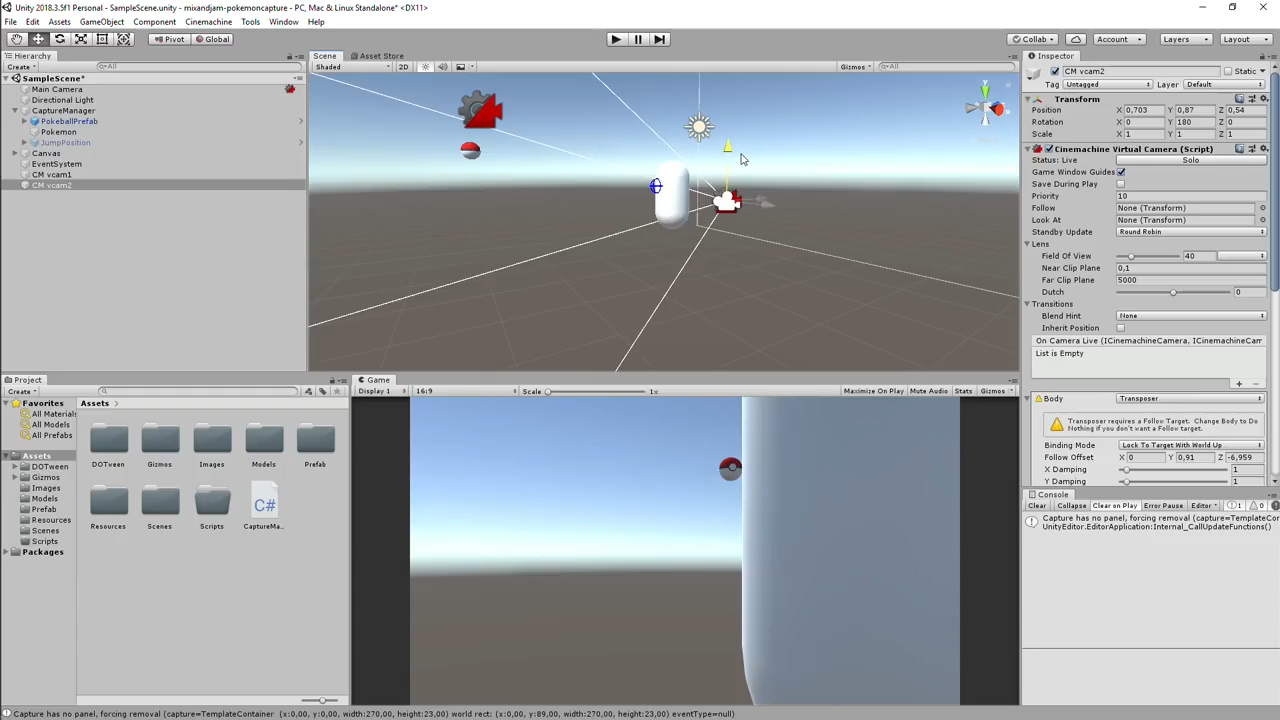 Unity 2018.3.5f1 Personal - SampleScene.unity - mixandjam-pokemoncapture - PC, Mac & Linux Standalone* <DX11>
File Edit Assets GameObject Component Cinemachine Tools Window Help
Pivot Global Collab Account Layers Layout
Hierarchy
Create All
SampleScene*
Main Camera
Directional Light
CaptureManager
PokeballPrefab
Pokemon
JumpPosition
Canvas
EventSystem
CM vcam1
CM vcam2
Scene Asset Store
Shaded 2D Gizmos All
y
Inspector
CM vcam2 Static
Tag Untagged Layer Default
Transform
Position X 0,703 Y 0,87 Z 0,54
Rotation X 0 Y 180 Z 0
Scale X 1 Y 1 Z 1
Cinemachine Virtual Camera (Script)
Status: Live Solo
Game Window Guides
Save During Play
Priority 10
Follow None (Transform)
Look At None (Transform)
Standby Update Round Robin
Lens
Field Of View 40
Near Clip Plane 0,1
Far Clip Plane 5000
Dutch 0
Transitions
Blend Hint None
Inherit Position
On Camera Live (ICinemachineCamera, ICinemachineCam
List is Empty
Body Transposer
Transposer requires a Follow Target. Change Body to Do
Nothing if you don't want a Follow target.
Binding Mode Lock To Target With World Up
Follow Offset X 0 Y 0,91 Z -6,959
X Damping 1
Y Damping 1
Project
Create
Favorites
All Materials
All Models
All Prefabs
Assets
DOTween
Gizmos
Images
Models
Prefab
Resources
Scenes
Scripts
Packages
Assets
DOTween Gizmos Images Models Prefab
Resources Scenes Scripts CaptureMa...
C#
Game
Display 1 16:9 Scale 1x Maximize On Play Mute Audio Stats Gizmos
Console
Clear Collapse Clear on Play Error Pause Editor 1 0
Capture has no panel, forcing removal (capture=TemplateCon
UnityEditor.EditorApplication:Internal_CallUpdateFunctions()
Capture has no panel, forcing removal (capture=TemplateContainer (x:0,00, y:0,00, width:270,00, height:23,00) world rect: (x:0,00, y:89,00, width:270,00, height:23,00) eventType=null)